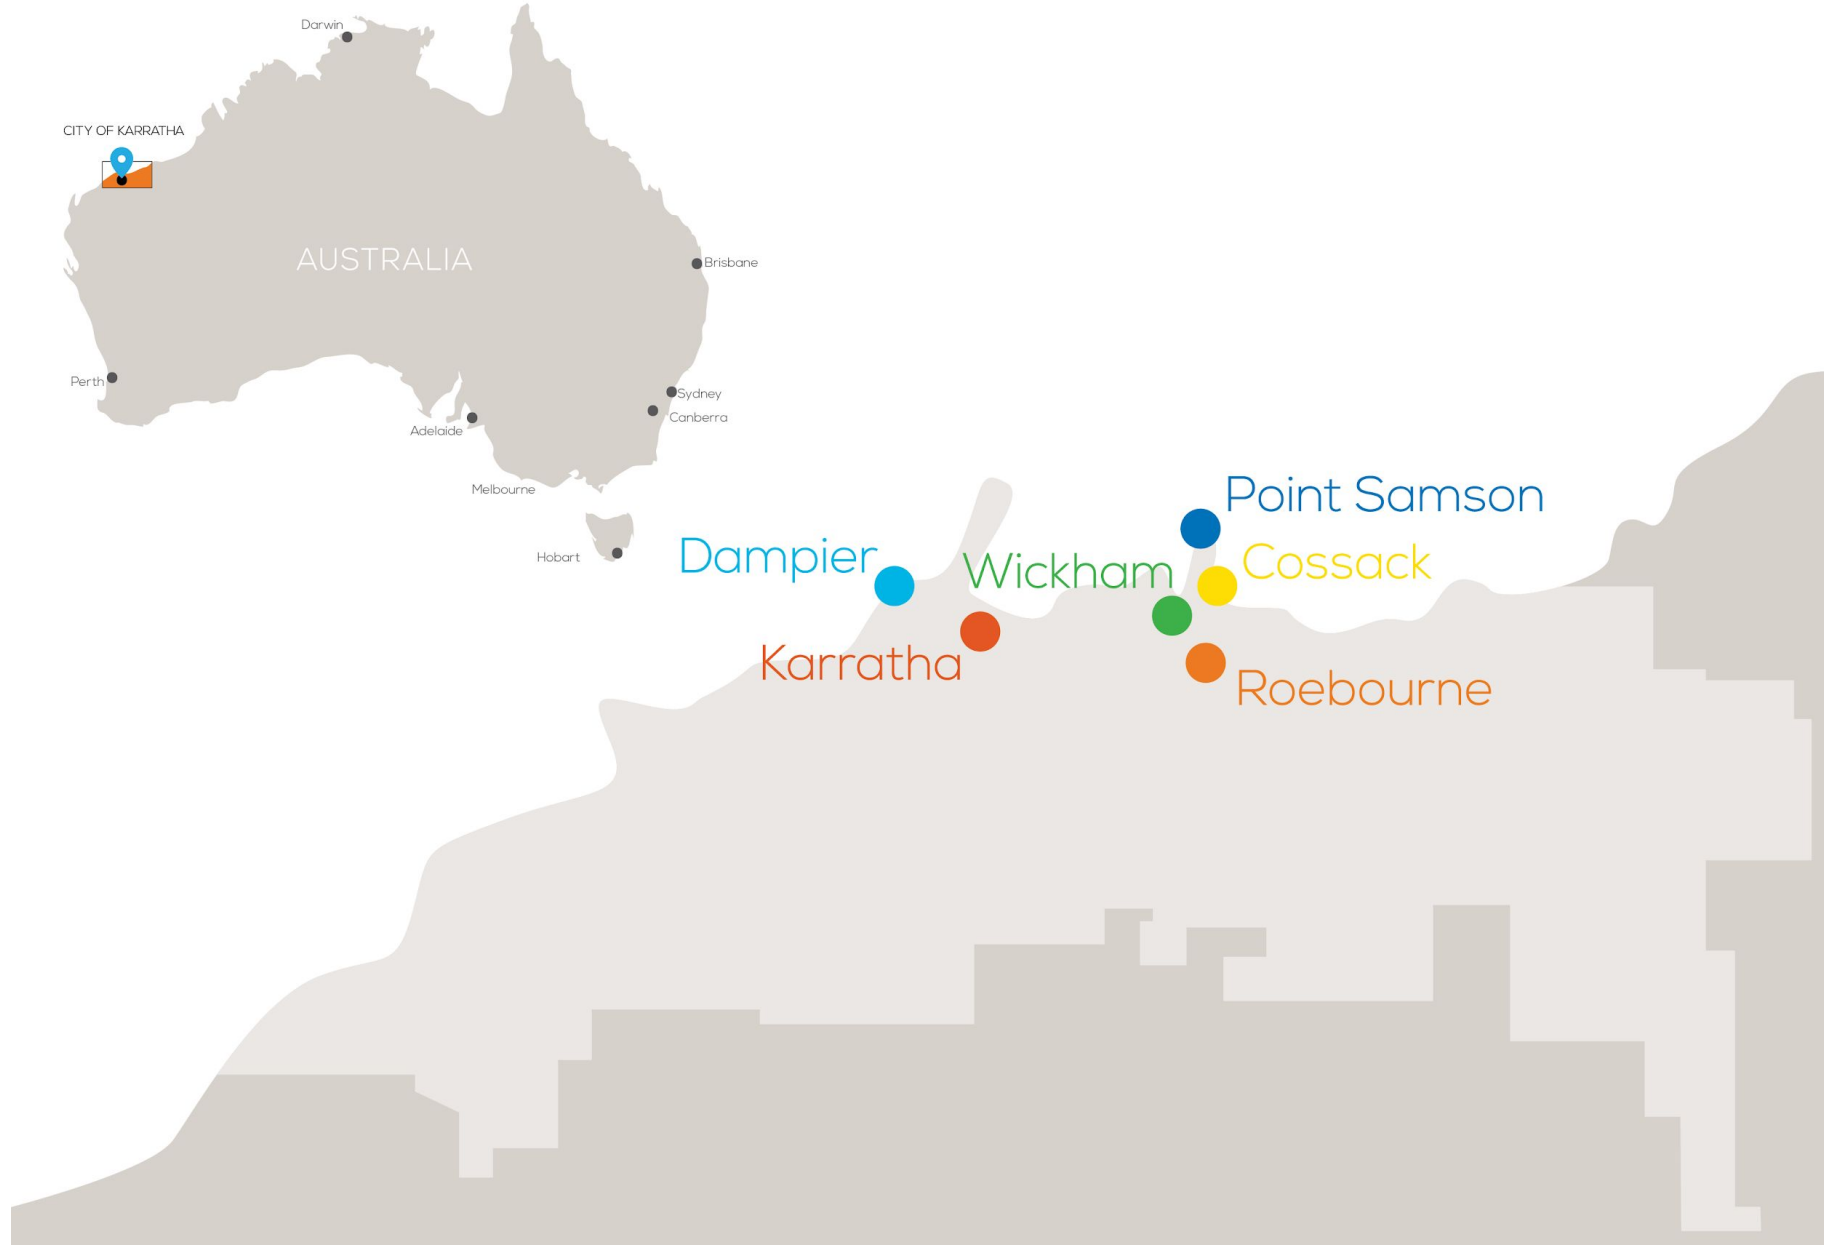 Darwin
CITY OF KARRATHA
AUSTRALIA
Brisbane
Perth
Sydney
Canberra
Adelaide
Melbourne
Hobart
Point Samson
Dampier
Cossack
Wickham
Karratha
Roebourne